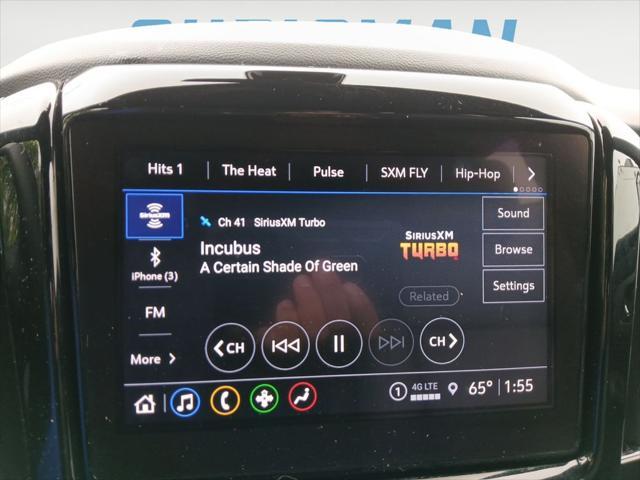 Hits 1 The Heat Pulse SXM FLY Hip-Hop
SiriusXM
Ch 41 SiriusXM Turbo
Incubus
A Certain Shade Of Green
SIRIUSXM
TURBO
Sound
Browse
Settings
iPhone (3)
FM
Related
More
CH
CH
1 4G LTE 65° 1:55